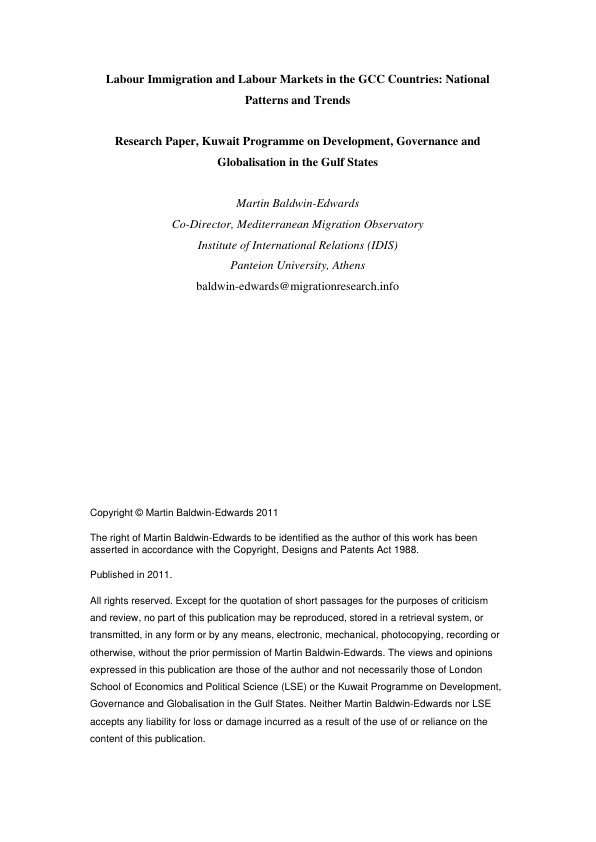 Labour Immigration and Labour Markets in the GCC Countries: National
Patterns and Trends
Research Paper, Kuwait Programme on Development, Governance and
Globalisation in the Gulf States
Martin Baldwin-Edwards
Co-Director, Mediterranean Migration Observatory
Institute of International Relations (IDIS)
Panteion University, Athens
baldwin-edwards@migrationresearch.info
Copyright © Martin Baldwin-Edwards 2011
The right of Martin Baldwin-Edwards to be identified as the author of this work has been
asserted in accordance with the Copyright, Designs and Patents Act 1988.
Published in 2011.
All rights reserved. Except for the quotation of short passages for the purposes of criticism
and review, no part of this publication may be reproduced, stored in a retrieval system, or
transmitted, in any form or by any means, electronic, mechanical, photocopying, recording or
otherwise, without the prior permission of Martin Baldwin-Edwards. The views and opinions
expressed in this publication are those of the author and not necessarily those of London
School of Economics and Political Science (LSE) or the Kuwait Programme on Development,
Governance and Globalisation in the Gulf States. Neither Martin Baldwin-Edwards nor LSE
accepts any liability for loss or damage incurred as a result of the use of or reliance on the
content of this publication.